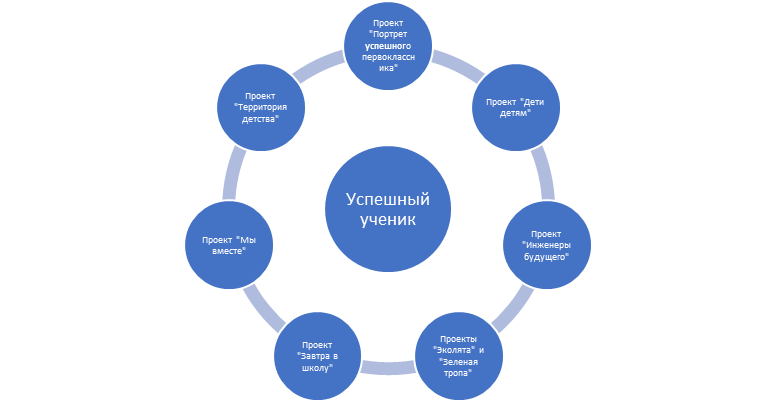 Проект
"Портрет
успешного
первоклассн
ика"
Проект "Дети
детям"
Проект
"Инженеры
будущего"
Проекты
"Эколята" и
"Зеленая
тропа"
Проект
"Завтра в
школу"
Проект "Мы
вместе"
Проект
"Территория
детства"
Успешный
ученик